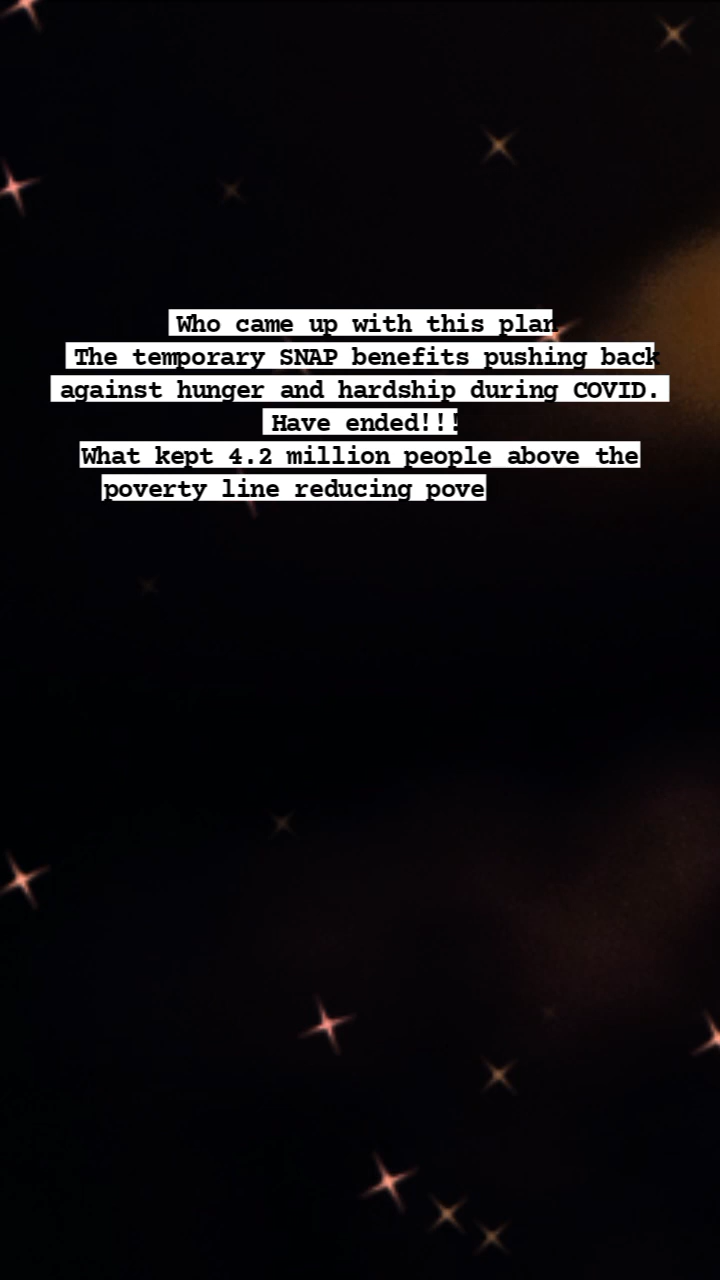 Who came up with this plan
The temporary SNAP benefits pushing back
against hunger and hardship during COVID.
Have ended!!!
What kept 4.2 million people above the
poverty line reducing pove